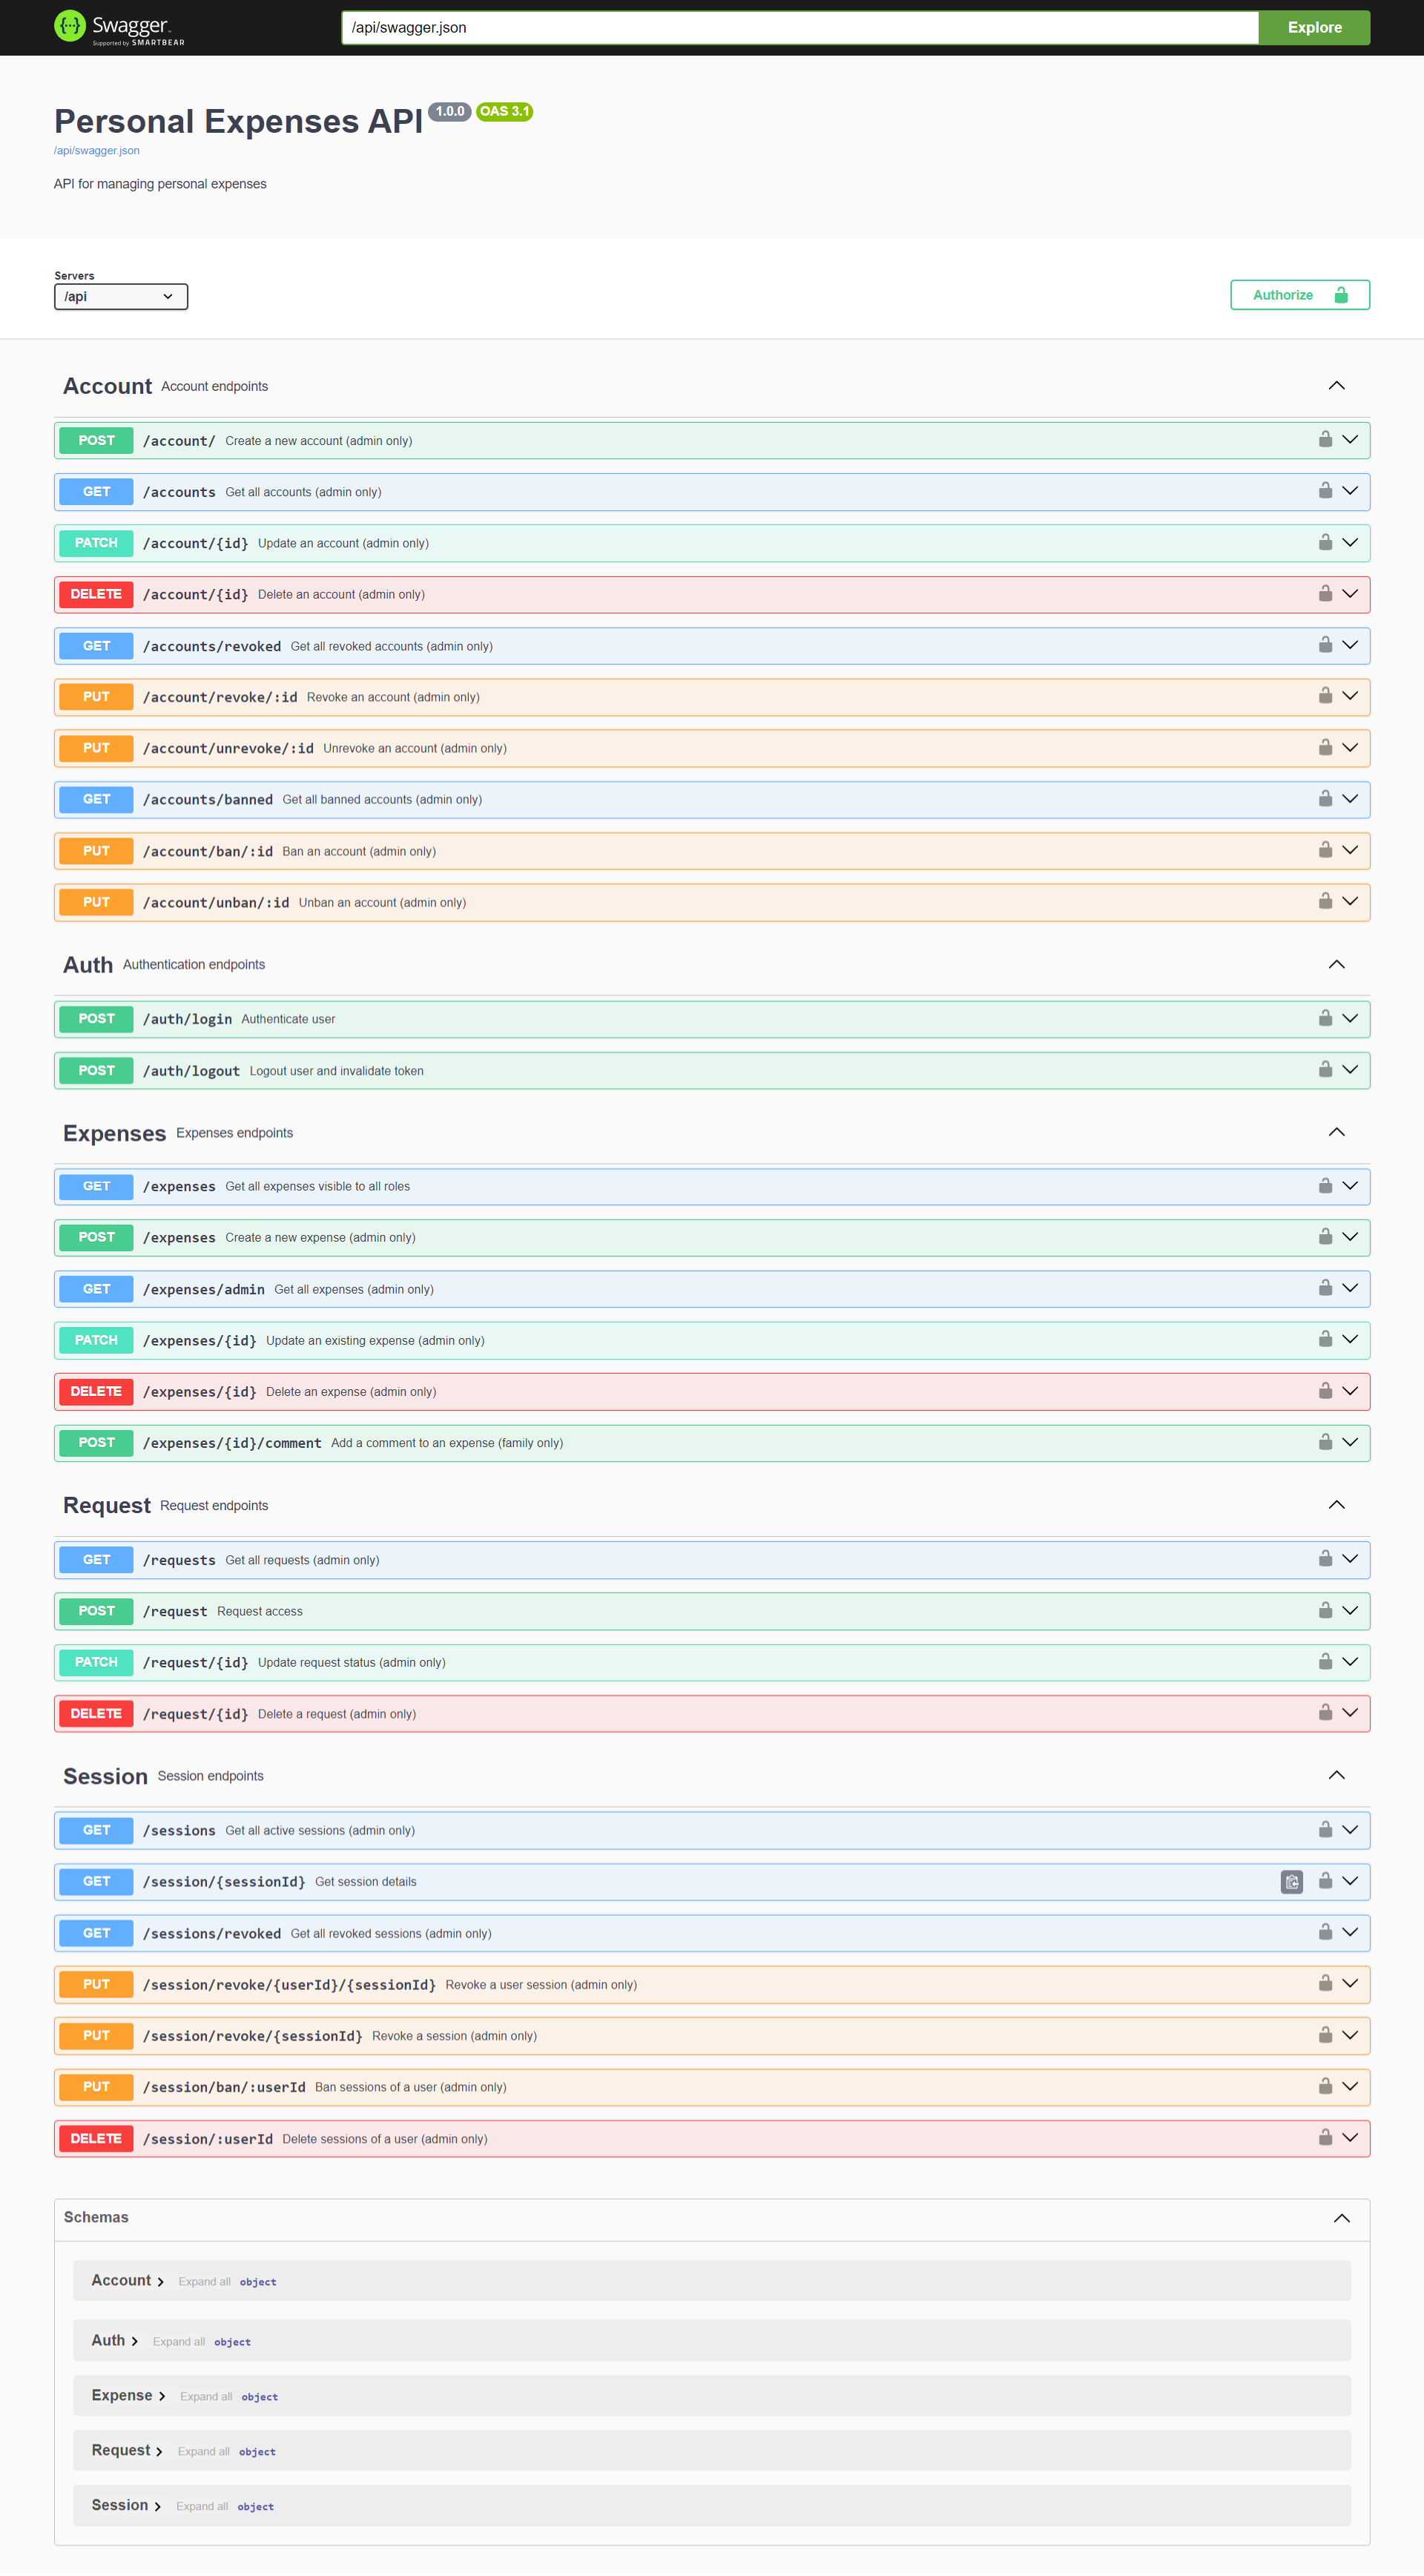 Swagger
Supported by SMARTBEAR
/api/swagger.json
Explore
Personal Expenses API 1.0.0 OAS 3.1
/api/swagger.json
API for managing personal expenses
Servers
/api
Authorize
Account Account endpoints
POST /account/ Create a new account (admin only)
GET /accounts Get all accounts (admin only)
PATCH /account/{id} Update an account (admin only)
DELETE /account/{id} Delete an account (admin only)
GET /accounts/revoked Get all revoked accounts (admin only)
PUT /account/revoke/:id Revoke an account (admin only)
PUT /account/unrevoke/:id Unrevoke an account (admin only)
GET /accounts/banned Get all banned accounts (admin only)
PUT /account/ban/:id Ban an account (admin only)
PUT /account/unban/:id Unban an account (admin only)
Auth Authentication endpoints
POST /auth/login Authenticate user
POST /auth/logout Logout user and invalidate token
Expenses Expenses endpoints
GET /expenses Get all expenses visible to all roles
POST /expenses Create a new expense (admin only)
GET /expenses/admin Get all expenses (admin only)
PATCH /expenses/{id} Update an existing expense (admin only)
DELETE /expenses/{id} Delete an expense (admin only)
POST /expenses/{id}/comment Add a comment to an expense (family only)
Request Request endpoints
GET /requests Get all requests (admin only)
POST /request Request access
PATCH /request/{id} Update request status (admin only)
DELETE /request/{id} Delete a request (admin only)
Session Session endpoints
GET /sessions Get all active sessions (admin only)
GET /session/{sessionId} Get session details
GET /sessions/revoked Get all revoked sessions (admin only)
PUT /session/revoke/{userId}/{sessionId} Revoke a user session (admin only)
PUT /session/revoke/{sessionId} Revoke a session (admin only)
PUT /session/ban/:userId Ban sessions of a user (admin only)
DELETE /session/:userId Delete sessions of a user (admin only)
Schemas
Account Expand all object
Auth Expand all object
Expense Expand all object
Request Expand all object
Session Expand all object